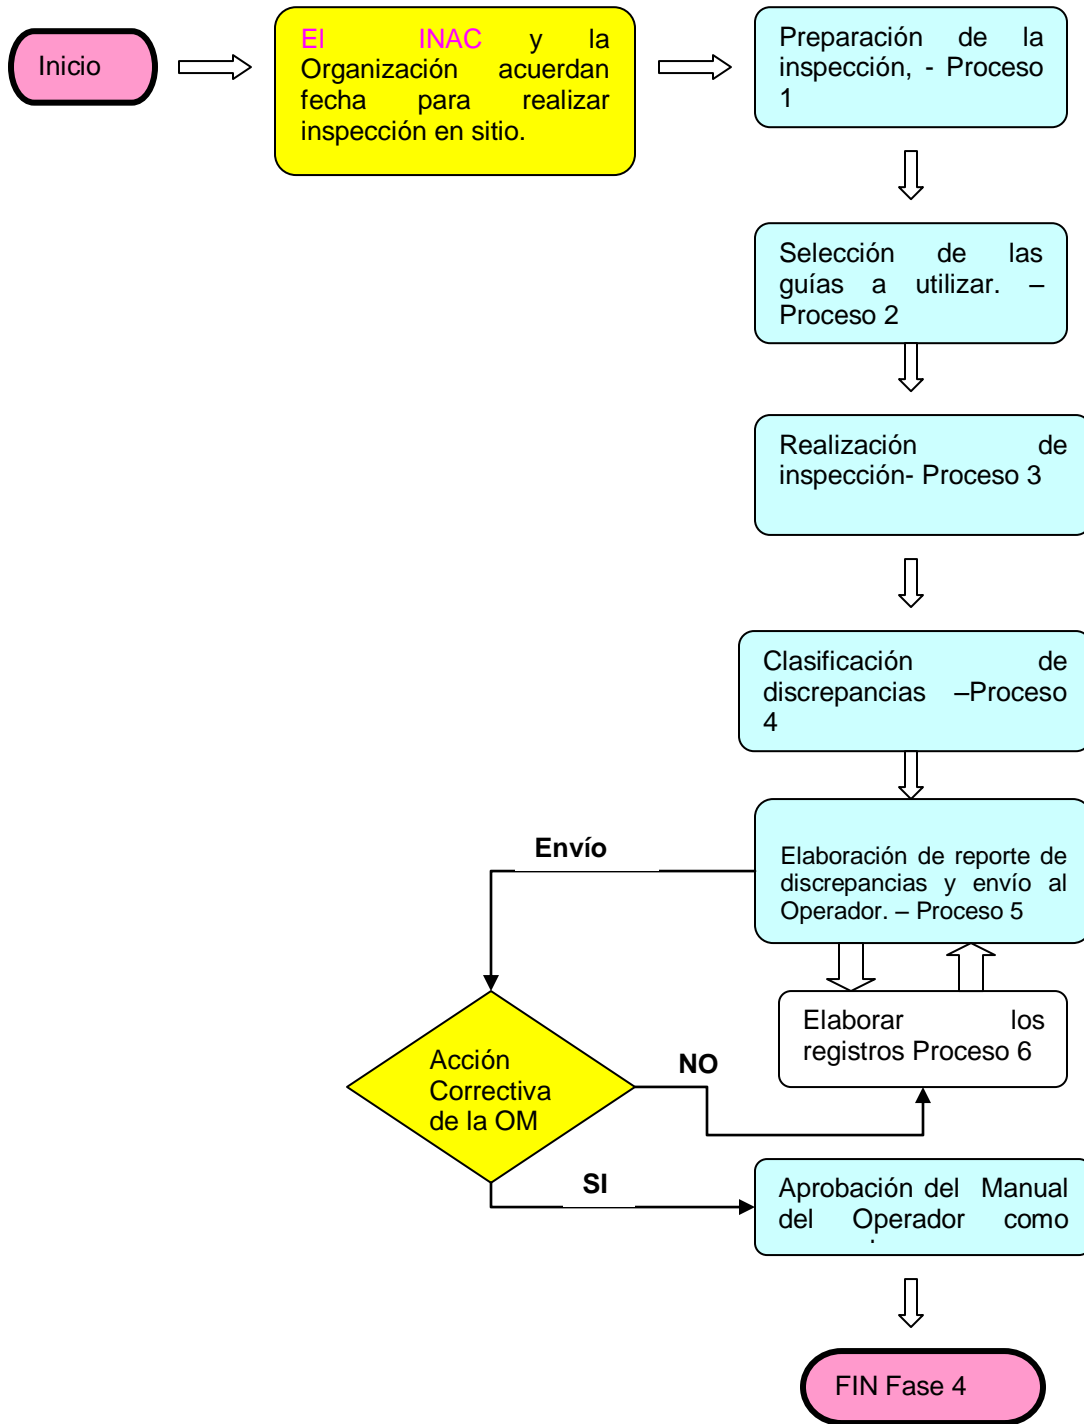 Inicio
El INAC y la
Organización acuerdan
fecha para realizar
inspección en sitio.
Preparación de la
inspección, - Proceso
1
Selección de las
guías a utilizar. –
Proceso 2
Realización de
inspección- Proceso 3
Clasificación de
discrepancias –Proceso
4
Envío
Elaboración de reporte de
discrepancias y envío al
Operador. – Proceso 5
Elaborar los
registros Proceso 6
Acción
Correctiva
de la OM
NO
SI
Aprobación del Manual
del Operador como
FIN Fase 4